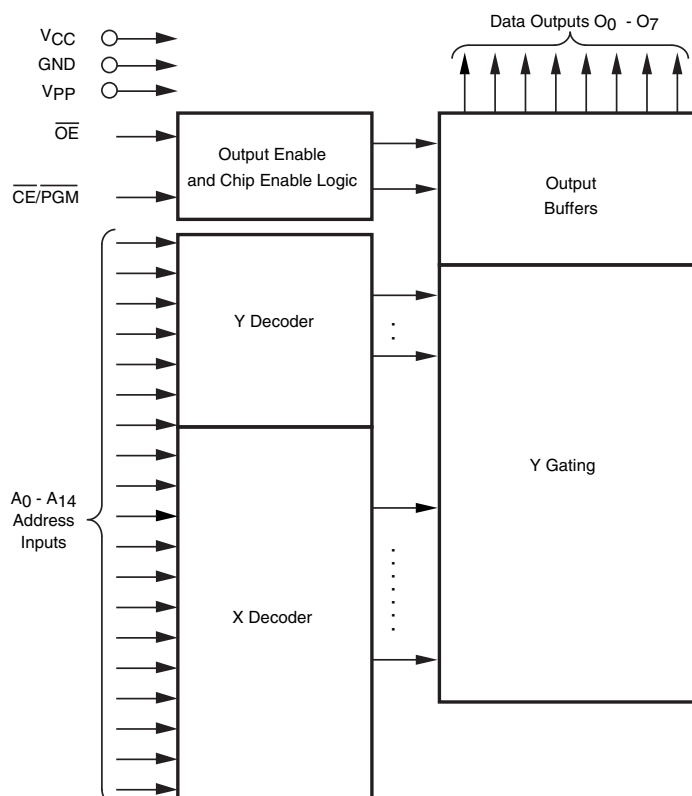 Data Outputs O0 - O7
VCC
GND
VPP
OE
CE/PGM
Output Enable
and Chip Enable Logic
Output
Buffers
Y Decoder
Y Gating
A0 - A14
Address
Inputs
X Decoder